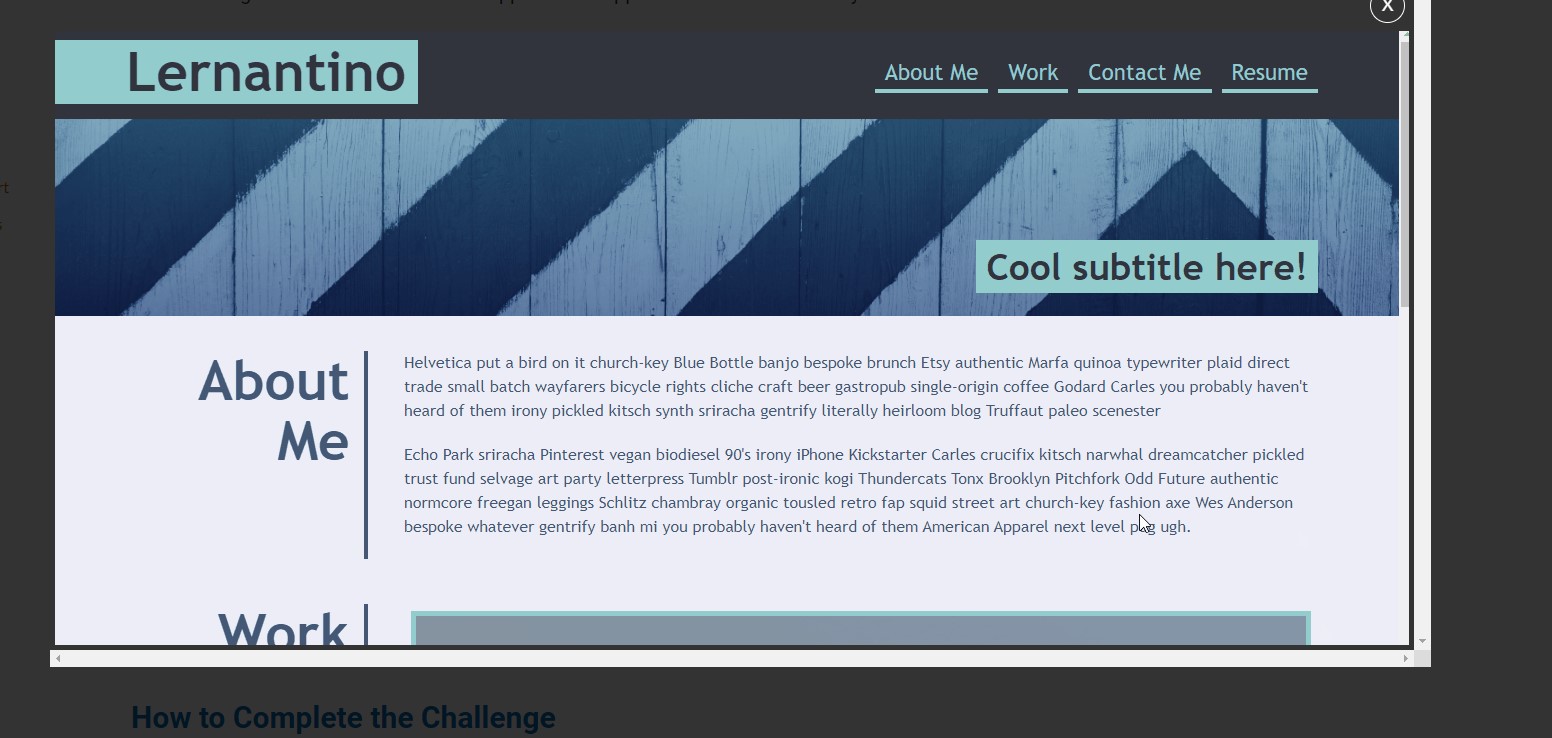 X
Lernantino
About Me Work Contact Me Resume
Cool subtitle here!
About
Me
Helvetica put a bird on it church-key Blue Bottle banjo bespoke brunch Etsy authentic Marfa quinoa typewriter plaid direct
trade small batch wayfarers bicycle rights cliche craft beer gastropub single-origin coffee Godard Carles you probably haven't
heard of them irony pickled kitsch synth sriracha gentrify literally heirloom blog Truffaut paleo scenester
Echo Park sriracha Pinterest vegan biodiesel 90's irony iPhone Kickstarter Carles crucifix kitsch narwhal dreamcatcher pickled
trust fund selvage art party letterpress Tumblr post-ironic kogi Thundercats Tonx Brooklyn Pitchfork Odd Future authentic
normcore freegan leggings Schlitz chambray organic tousled retro fap squid street art church-key fashion axe Wes Anderson
bespoke whatever gentrify banh mi you probably haven't heard of them American Apparel next level ugh.
Work
How to Complete the Challenge